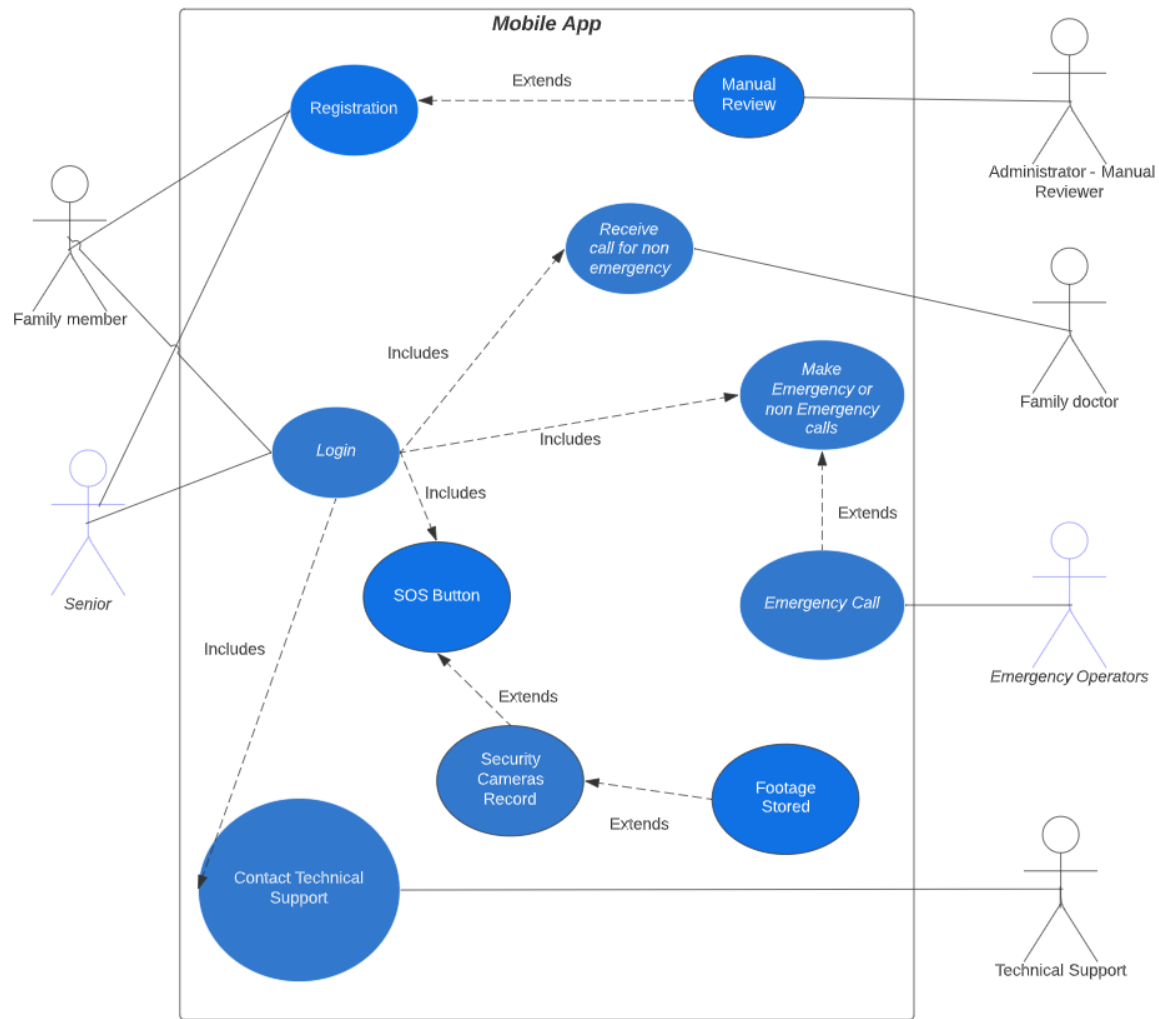 Mobile App
Registration
Extends
Manual
Review
Administrator - Manual
Reviewer
Family member
Receive
call for non
emergency
Family doctor
Includes
Make
Emergency or
non Emergency
calls
Includes
Login
Includes
Extends
Senior
SOS Button
Emergency Call
Emergency Operators
Includes
Extends
Security
Cameras
Record
Footage
Stored
Extends
Contact Technical
Support
Technical Support